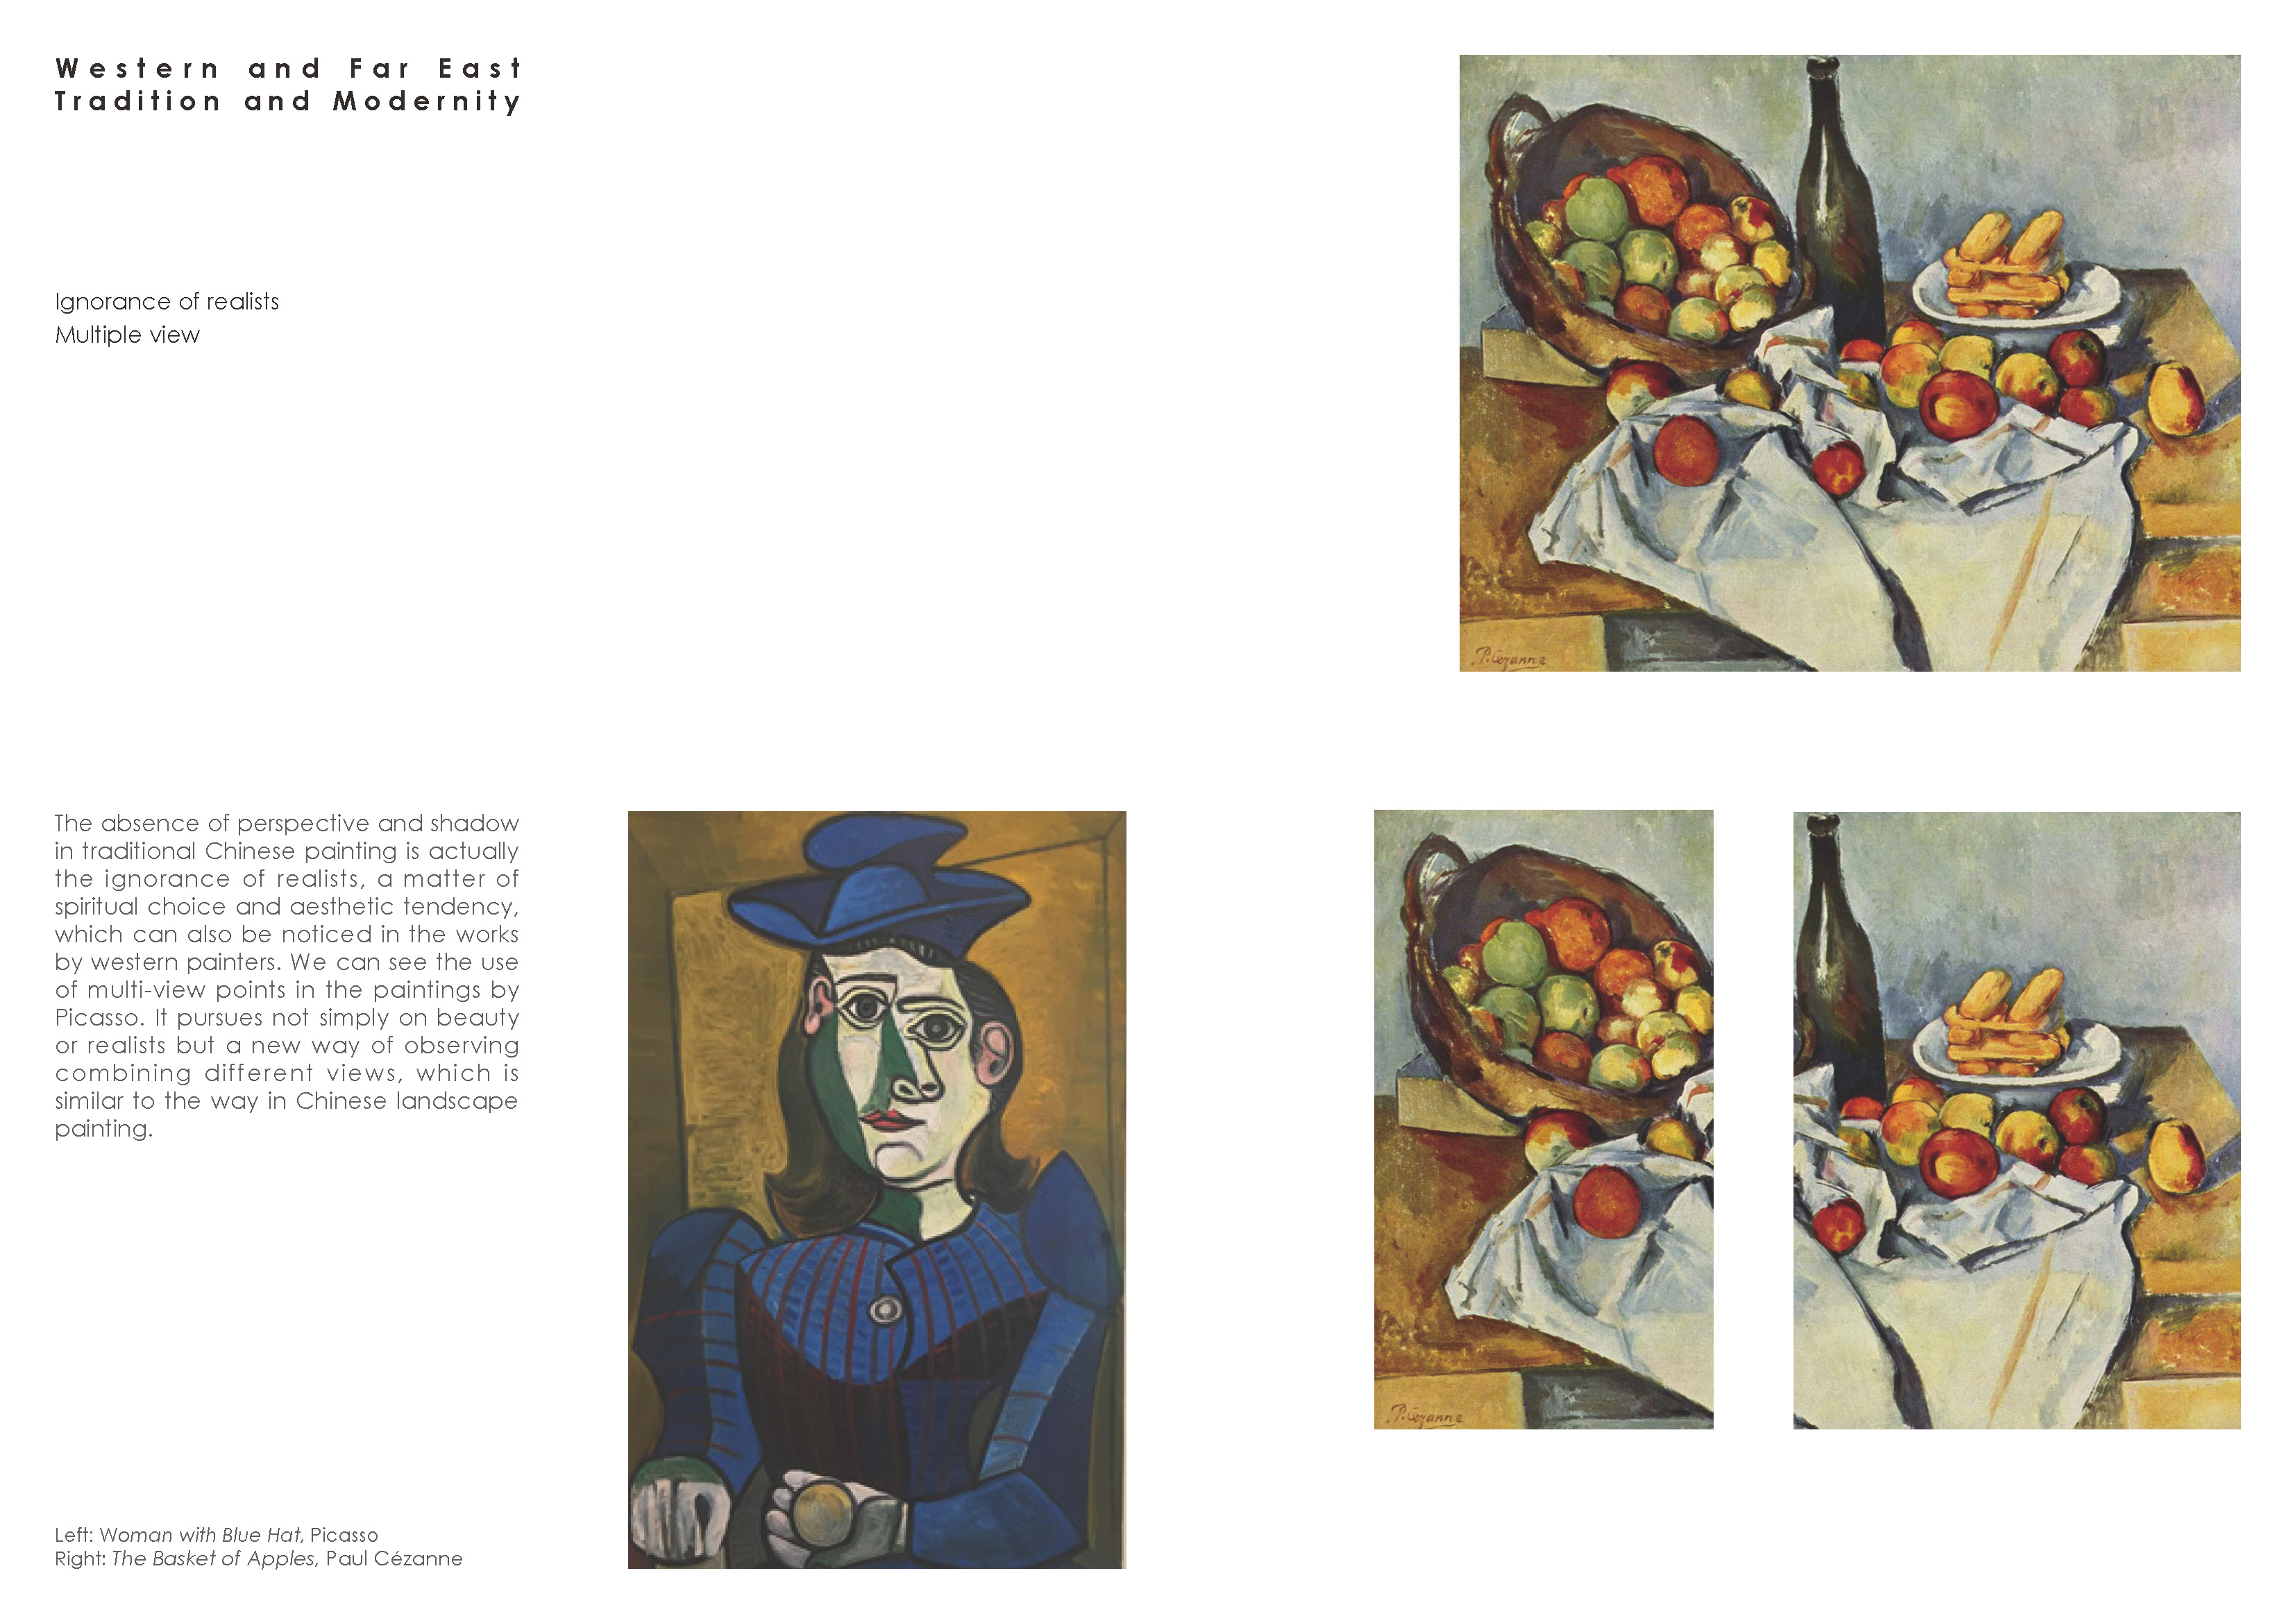 Western and Far East
Tradition and Modernity
Ignorance of realists
Multiple view
The absence of perspective and shadow
in traditional Chinese painting is actually
the ignorance of realists, a matter of
spiritual choice and aesthetic tendency,
which can also be noticed in the works
by western painters. We can see the use
of multi-view points in the paintings by
Picasso. It pursues not simply on beauty
or realists but a new way of observing
combining different views, which is
similar to the way in Chinese landscape
painting.
Left: Woman with Blue Hat, Picasso
Right: The Basket of Apples, Paul Cézanne
P. Cézanne
P. Cézanne